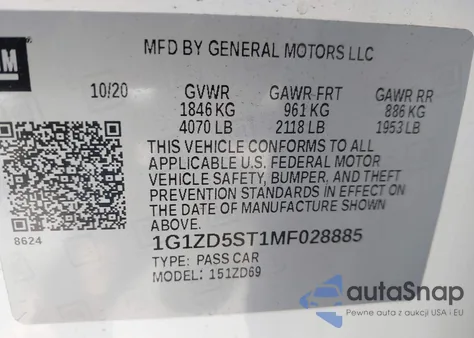 GM
MFD BY GENERAL MOTORS LLC
10/20 GVWR GAWR FRT GAWR RR
1846 KG 961 KG 886 KG
4070 LB 2118 LB 1953 LB
THIS VEHICLE CONFORMS TO ALL
APPLICABLE U.S. FEDERAL MOTOR
VEHICLE SAFETY, BUMPER, AND THEFT
PREVENTION STANDARDS IN EFFECT ON
THE DATE OF MANUFACTURE SHOWN
ABOVE.
8624
1G1ZD5ST1MF028885
TYPE: PASS CAR
MODEL: 151ZD69
autoSnap
Pewne auta z aukcji USA i EU